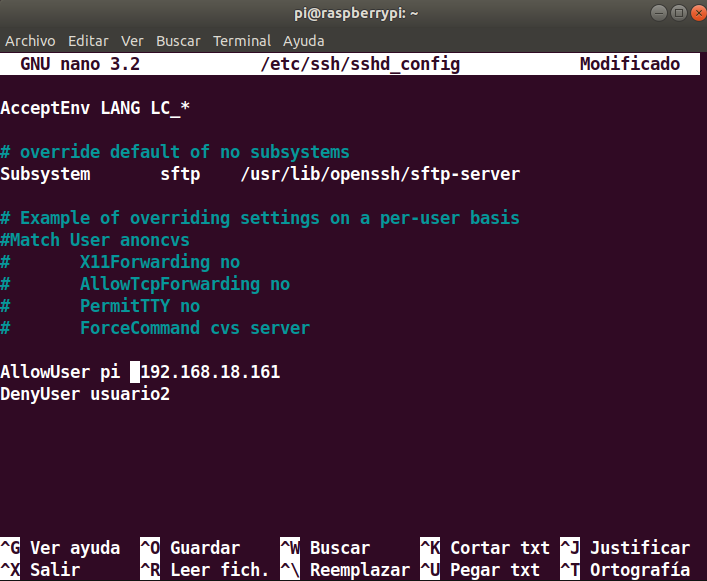 pi@raspberrypi: ~
Archivo Editar Ver Buscar Terminal Ayuda
GNU nano 3.2 /etc/ssh/sshd_config Modificado
AcceptEnv LANG LC_*
# override default of no subsystems
Subsystem sftp /usr/lib/openssh/sftp-server
# Example of overriding settings on a per-user basis
#Match User anoncvs
# X11Forwarding no
# AllowTcpForwarding no
# PermitTTY no
# ForceCommand cvs server
AllowUser pi 192.168.18.161
DenyUser usuario2
^G Ver ayuda ^O Guardar ^W Buscar ^K Cortar txt ^J Justificar
^X Salir ^R Leer fich. ^\ Reemplazar ^U Pegar txt ^T Ortografía